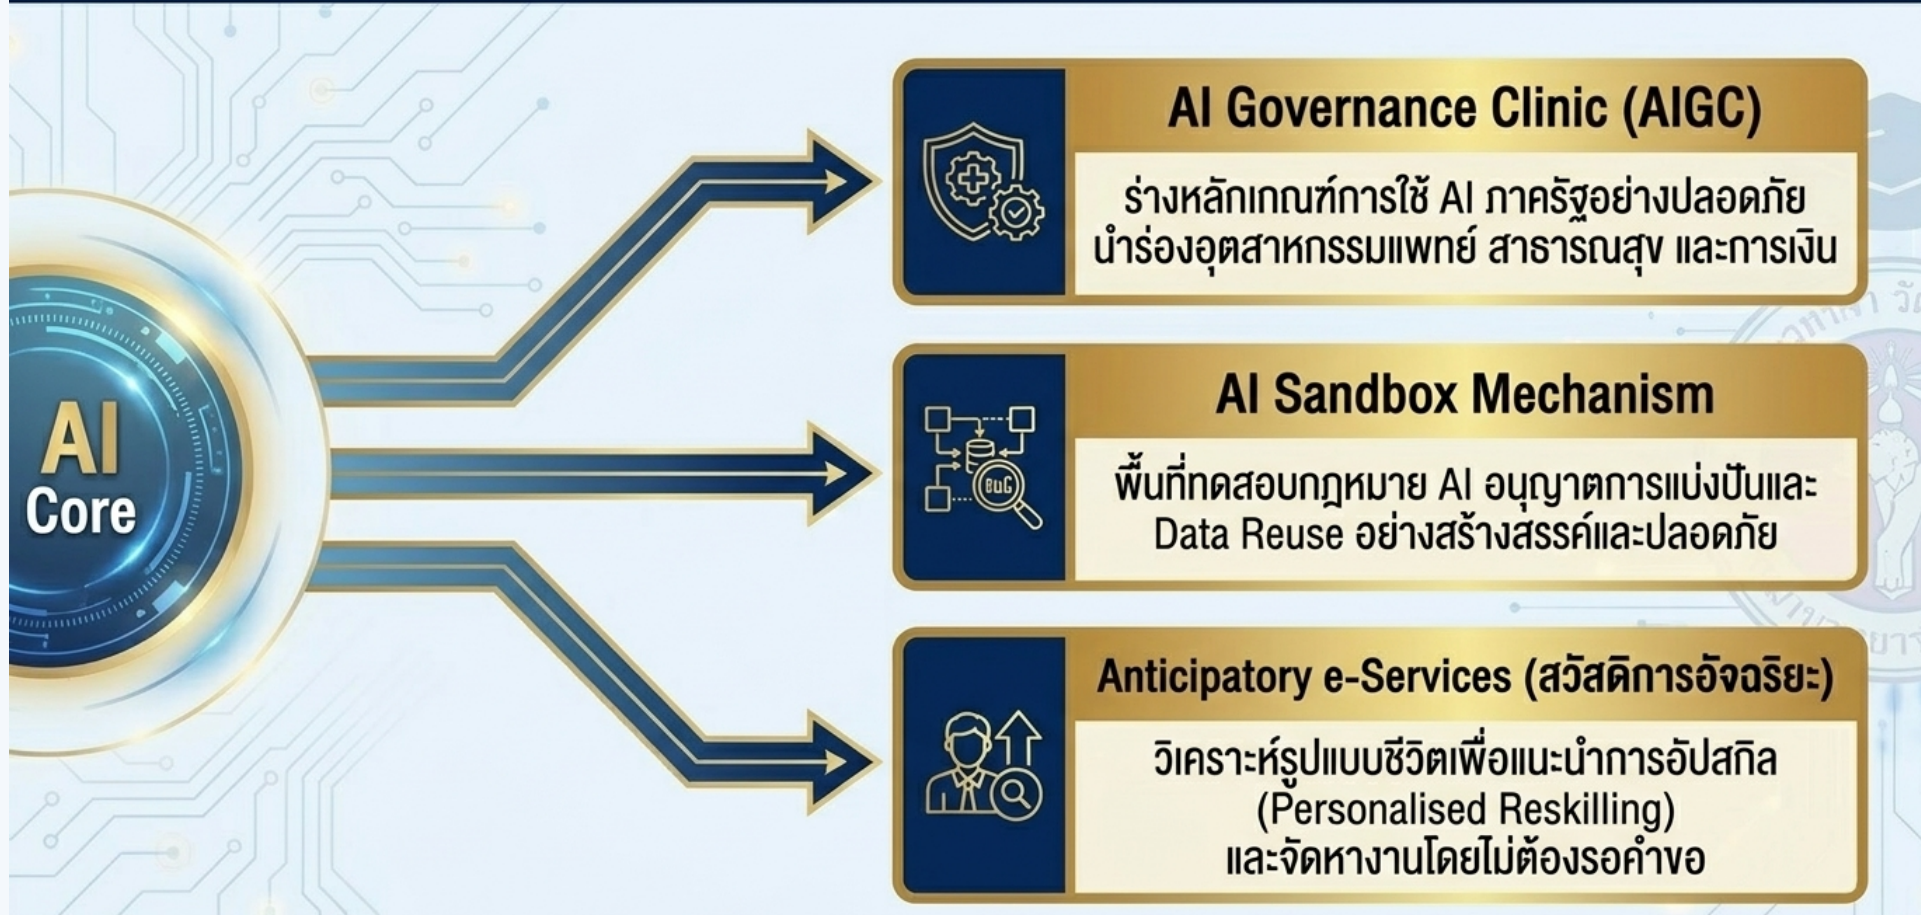 AI
Core
AI Governance Clinic (AIGC)
ร่างหลักเกณฑ์การใช้ AI ภาครัฐอย่างปลอดภัย
นำร่องอุตสาหกรรมแพทย์ สาธารณสุข และการเงิน
AI Sandbox Mechanism
พื้นที่ทดสอบกฎหมาย AI อนุญาตการแบ่งปันและ
Data Reuse อย่างสร้างสรรค์และปลอดภัย
BuG
Anticipatory e-Services (สวัสดิการอัจฉริยะ)
วิเคราะห์รูปแบบชีวิตเพื่อแนะนำการอัปสกิล
(Personalised Reskilling)
และจัดหางานโดยไม่ต้องรอคำขอ